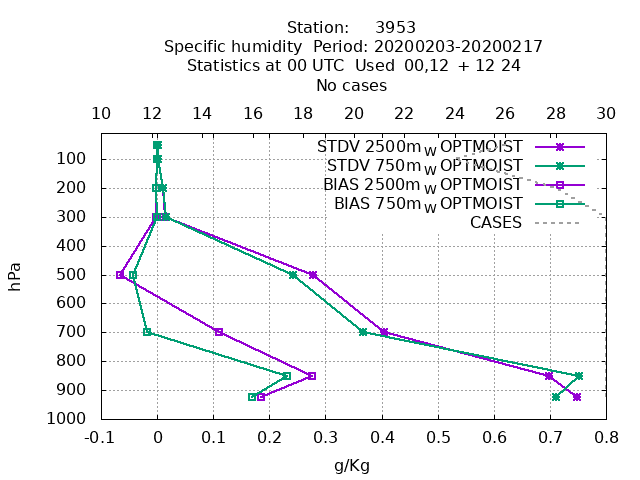 Station: 3953
Specific humidity Period: 20200203-20200217
Statistics at 00 UTC Used 00,12 + 12 24
No cases
10 12 14 16 18 20 22 24 26 28 30
STDV 2500m_W OPTMOIST
STDV 750m_W OPTMOIST
BIAS 2500m_W OPTMOIST
BIAS 750m_W OPTMOIST
CASES
100
200
300
400
500
600
700
800
900
1000
hPa
-0.1 0 0.1 0.2 0.3 0.4 0.5 0.6 0.7 0.8
g/Kg